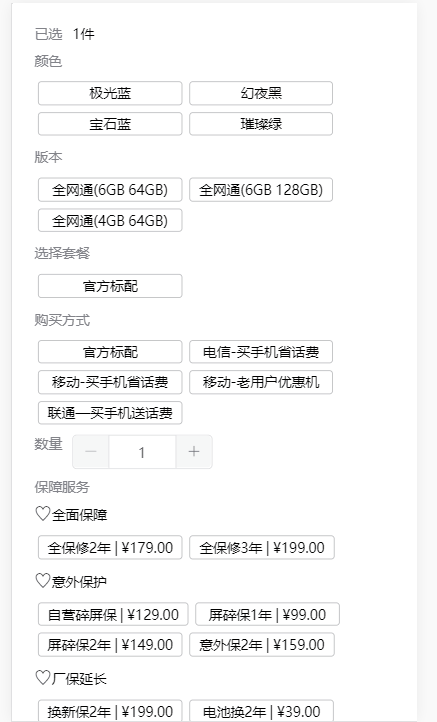 已选 1件
颜色
极光蓝 幻夜黑
宝石蓝 璀璨绿
版本
全网通(6GB 64GB) 全网通(6GB 128GB)
全网通(4GB 64GB)
选择套餐
官方标配
购买方式
官方标配 电信-买手机省话费
移动-买手机省话费 移动-老用户优惠机
联通—买手机送话费
数量 − 1 +
保障服务
♡全面保障
全保修2年 | ¥179.00 全保修3年 | ¥199.00
♡意外保护
自营碎屏保 | ¥129.00 屏碎保1年 | ¥99.00
屏碎保2年 | ¥149.00 意外保2年 | ¥159.00
♡厂保延长
换新保2年 | ¥199.00 电池换2年 | ¥39.00